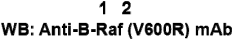 1 2
WB: Anti-B-Raf (V600R) mAb